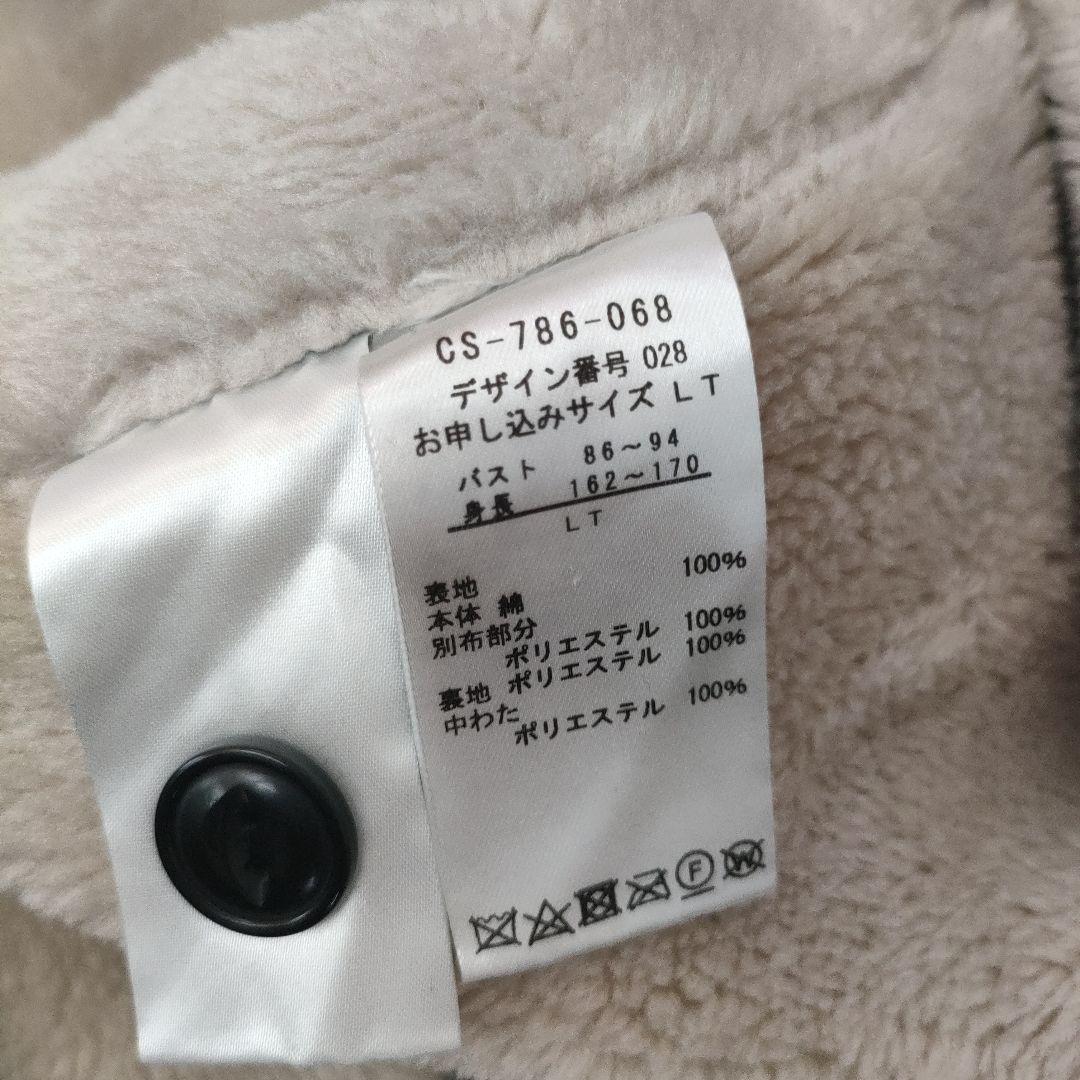 CS-786-068
デザイン番号 028
お申し込みサイズ LT
バスト 86～94
身長 162～170
LT
表地
本体 綿 100%
別布部分
ポリエステル 100%
裏地 ポリエステル 100%
中わた
ポリエステル 100%
F
W